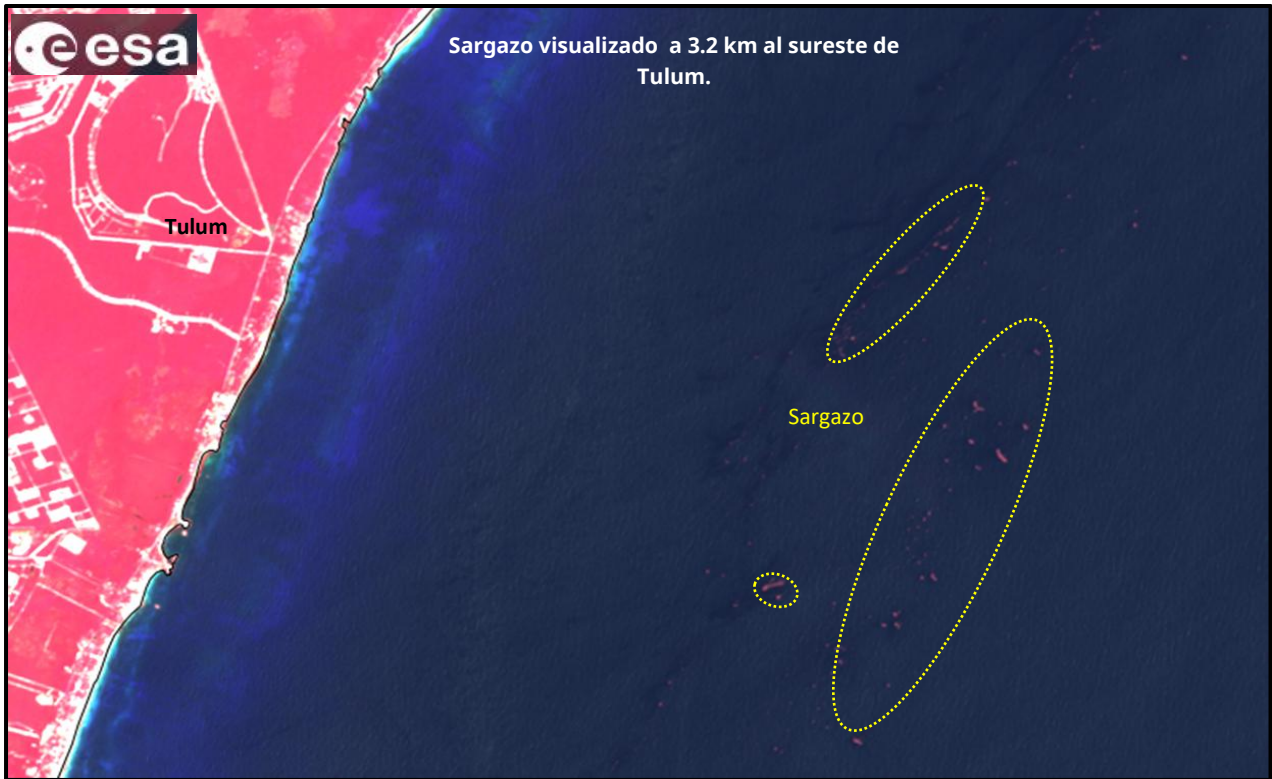 esa
Sargazo visualizado a 3.2 km al sureste de
Tulum.
Tulum
Sargazo